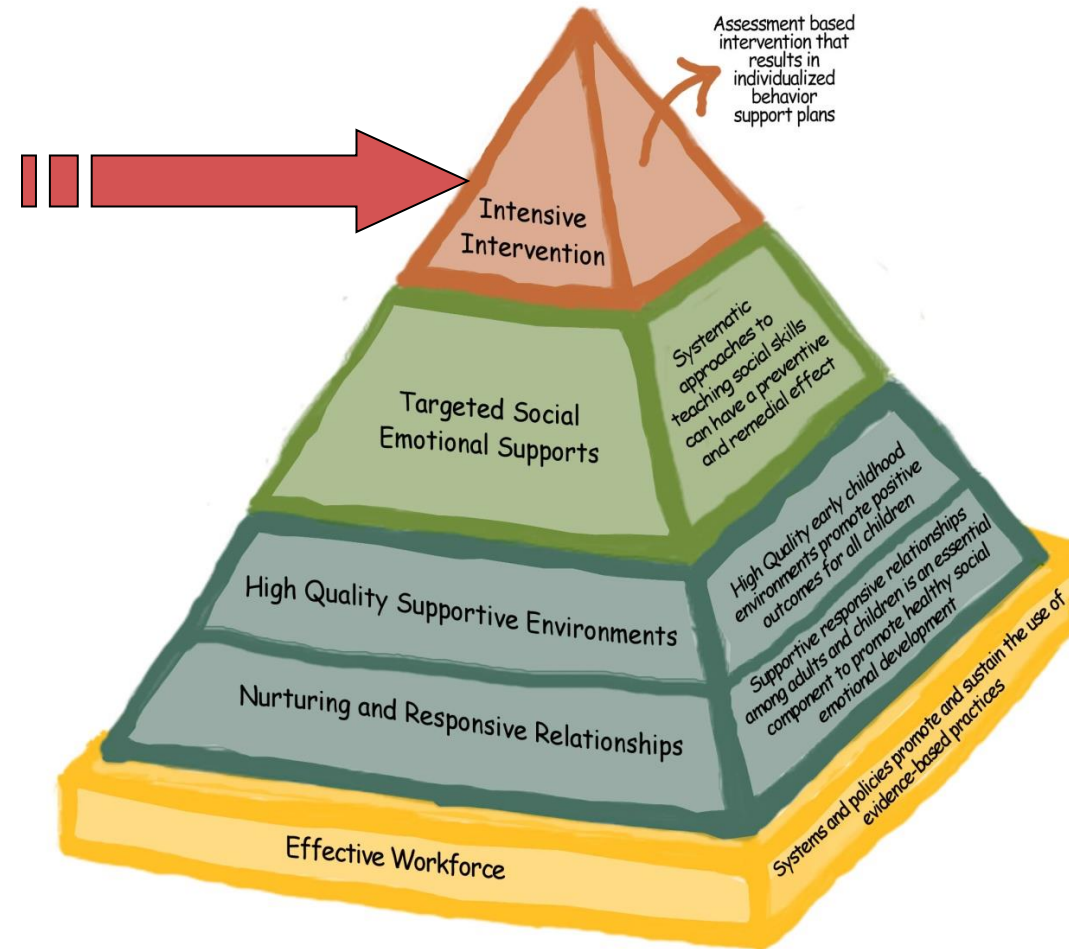 Assessment based
intervention that
results in
individualized
behavior
support plans
Intensive
Intervention
Systematic
approaches to
teaching social skills
can have a preventive
and remedial effect
Targeted Social
Emotional Supports
High Quality early childhood
environments promote positive
outcomes for all children
High Quality Supportive Environments
Supportive responsive relationships
among adults and children is an essential
component to promote healthy social
emotional development
Nurturing and Responsive Relationships
Systems and policies promote and sustain the use of
evidence-based practices
Effective Workforce